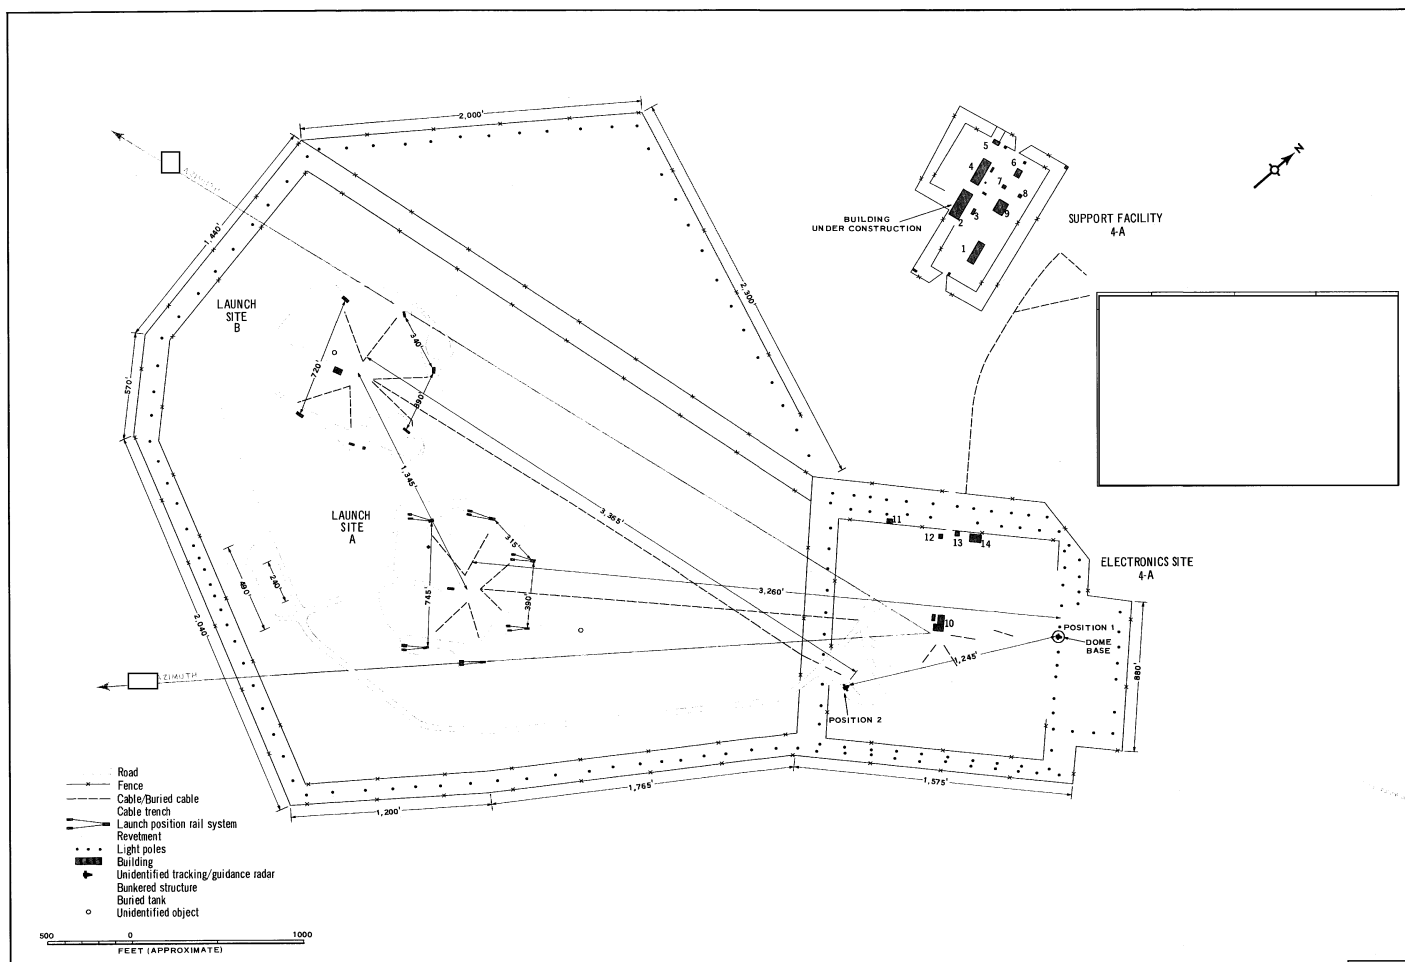 2,000'
AZIMUTH
1,440'
2,300'
LAUNCH
SITE
B
570'
720'
340'
390'
1,345'
LAUNCH
SITE
A
3,365'
745'
315'
390'
490'
240'
2,040'
3,260'
AZIMUTH
1,200'
1,765'
1,575'
1,245'
880'
5
4
6
7
8
9
3
2
1
BUILDING
UNDER CONSTRUCTION
SUPPORT FACILITY
4-A
N
11
12
13
14
10
ELECTRONICS SITE
4-A
POSITION 1
DOME
BASE
POSITION 2
Road
Fence
Cable/Buried cable
Cable trench
Launch position rail system
Revetment
Light poles
Building
Unidentified tracking/guidance radar
Bunkered structure
Buried tank
Unidentified object
500 0 1000
FEET (APPROXIMATE)